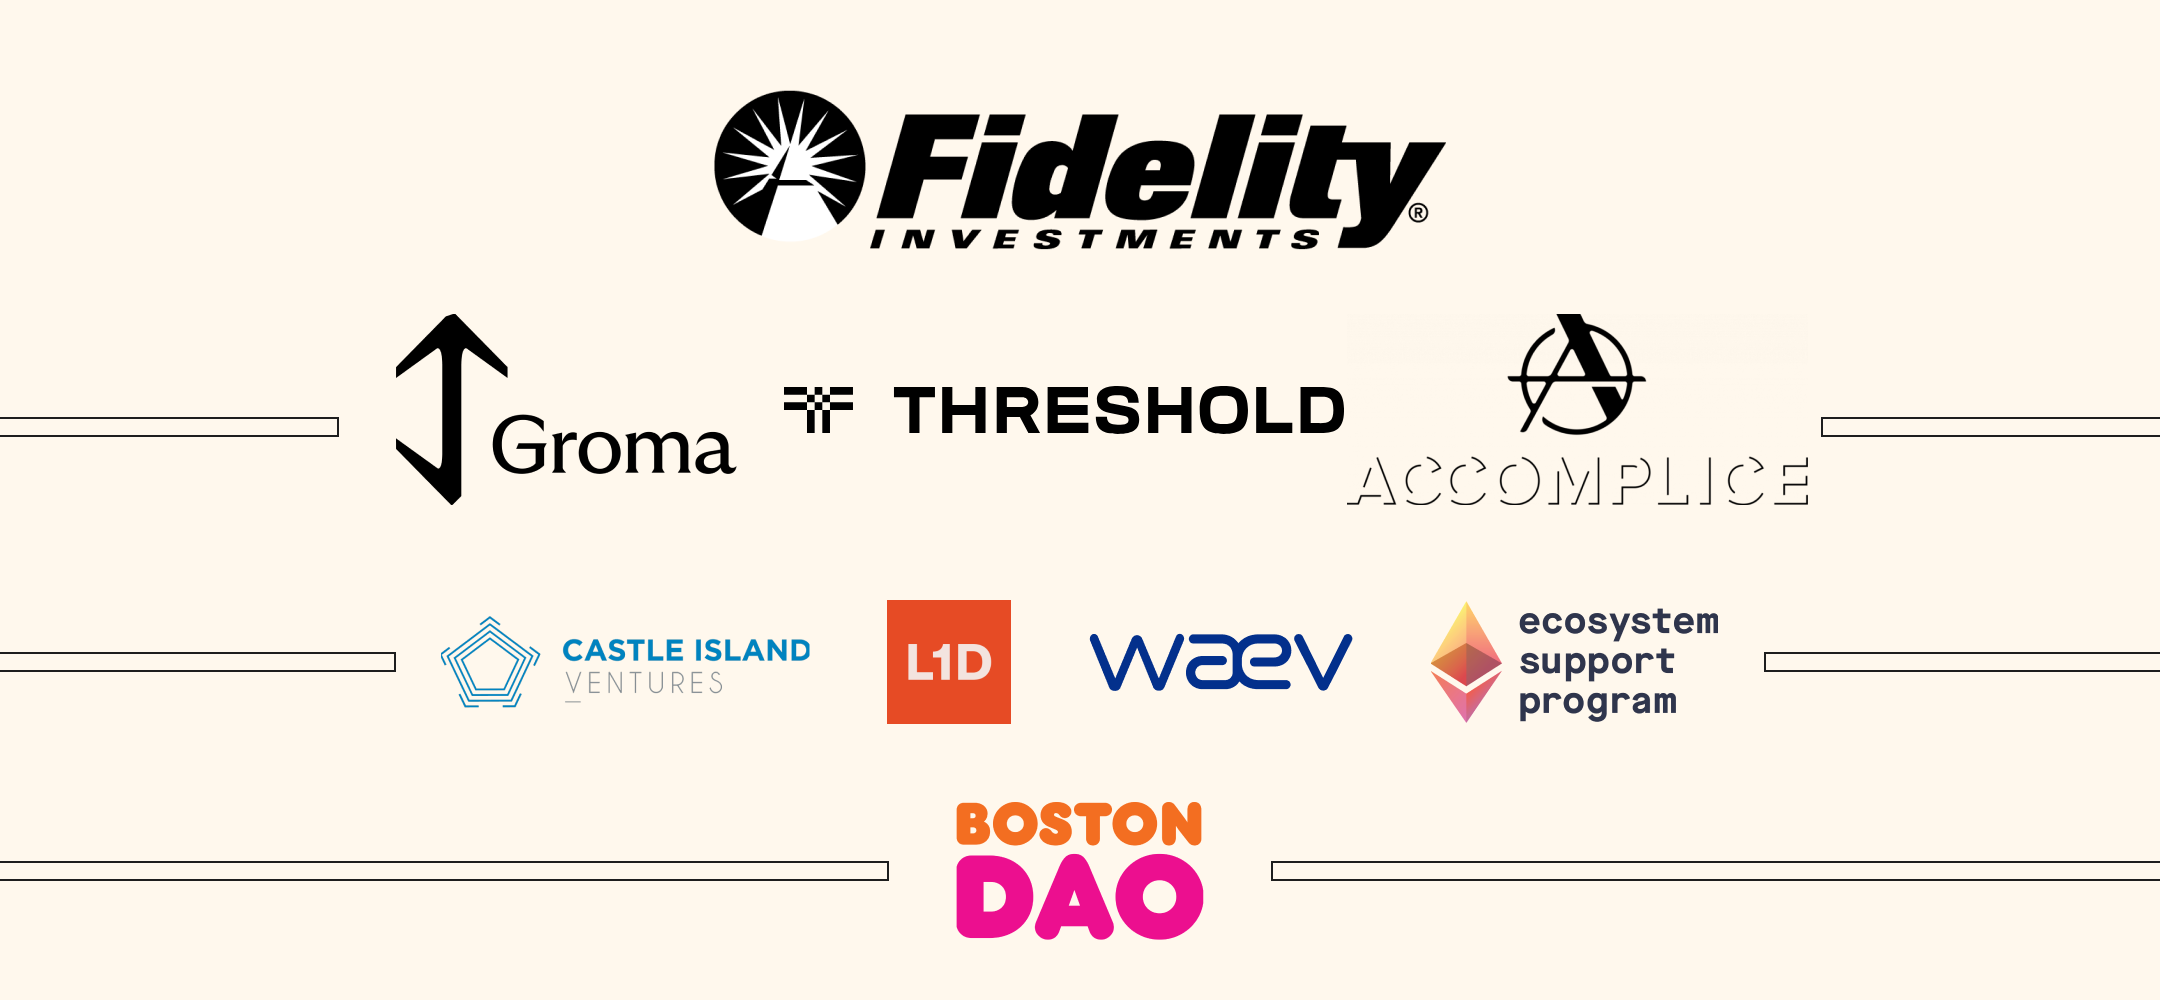 Fidelity®
INVESTMENTS
Groma
THRESHOLD
ACCOMPLICE
CASTLE ISLAND
VENTURES
L1D
waev
ecosystem
support
program
BOSTON
DAO